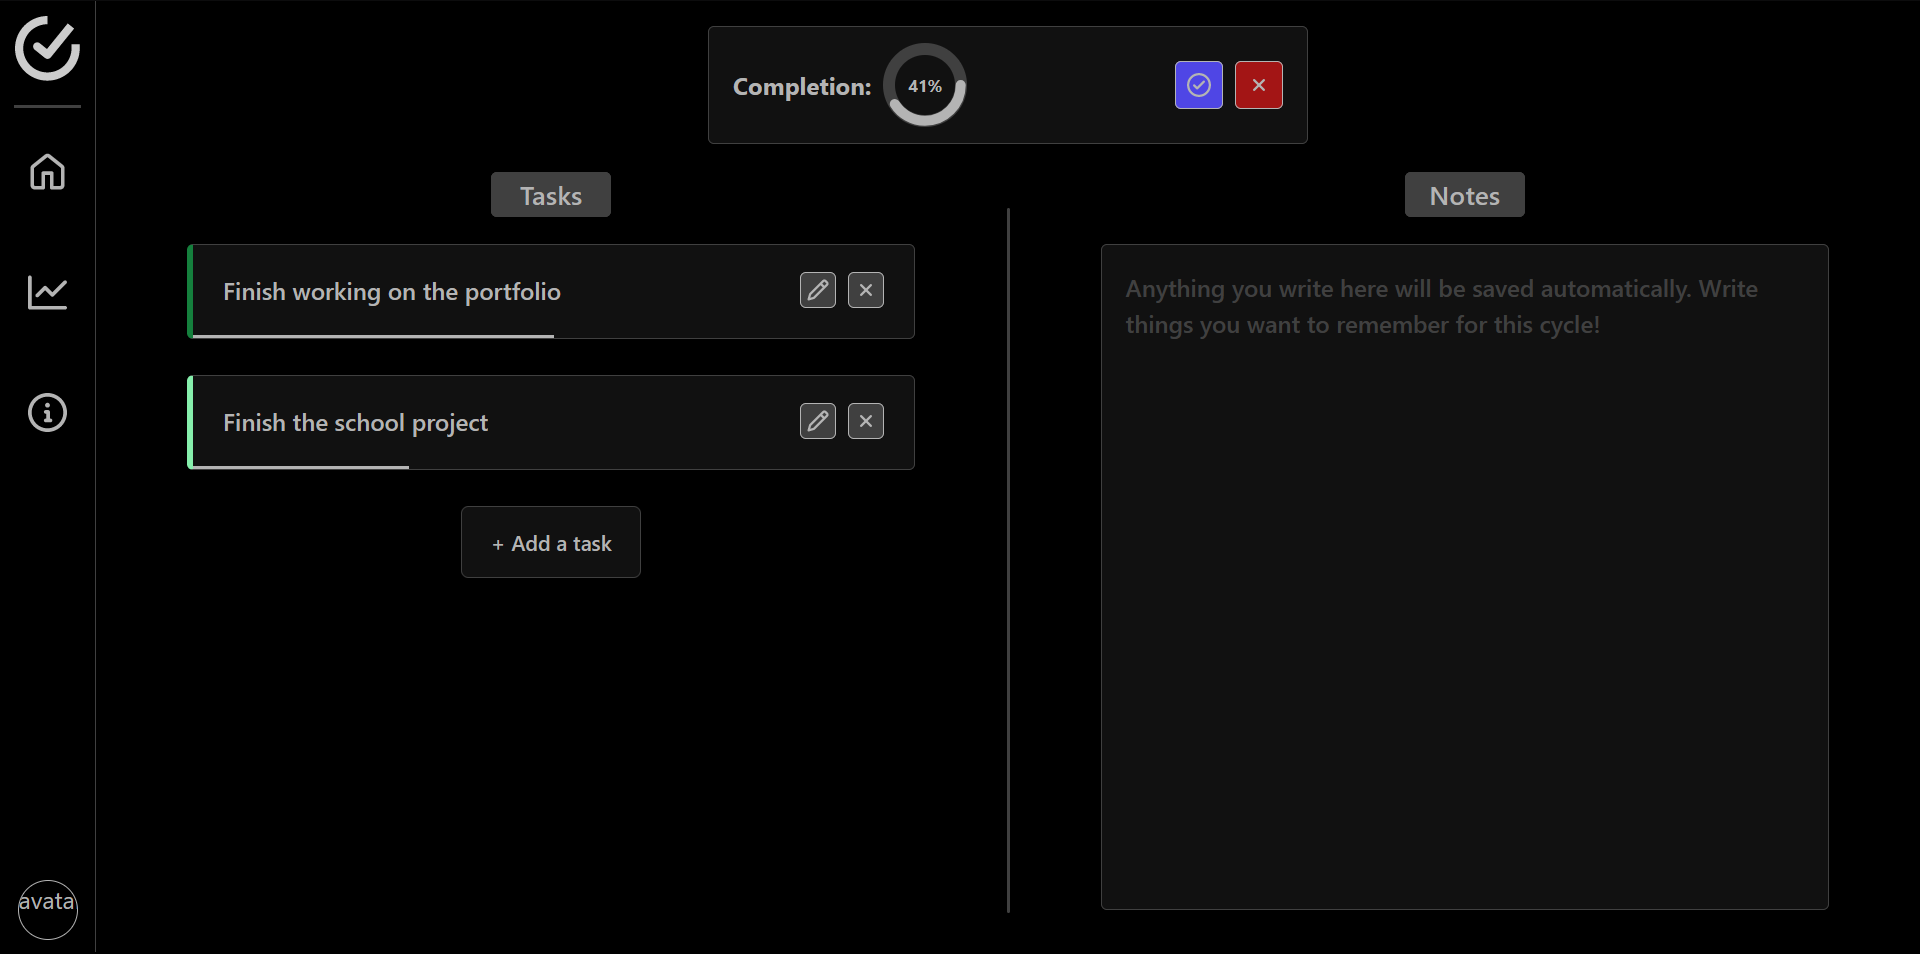 Completion:
41%
Tasks
Notes
Finish working on the portfolio
Finish the school project
+ Add a task
Anything you write here will be saved automatically. Write
things you want to remember for this cycle!
avata